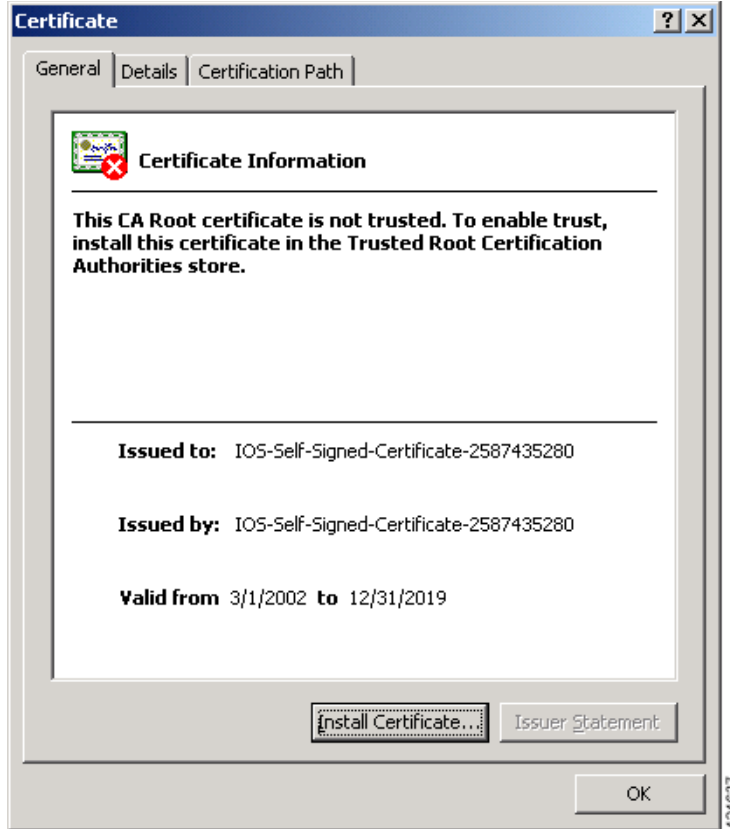 Certificate
General Details Certification Path
Certificate Information
This CA Root certificate is not trusted. To enable trust,
install this certificate in the Trusted Root Certification
Authorities store.
Issued to: IOS-Self-Signed-Certificate-2587435280
Issued by: IOS-Self-Signed-Certificate-2587435280
Valid from 3/1/2002 to 12/31/2019
Install Certificate... Issuer Statement
OK